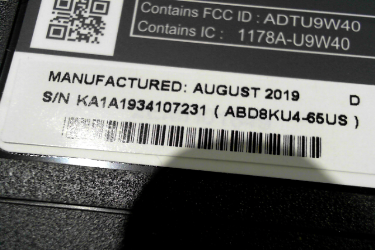 Contains FCC ID : ADTU9W40
Contains IC : 1178A-U9W40
MANUFACTURED: AUGUST 2019 D
S/N KA1A1934107231 ( ABD8KU4-65US )